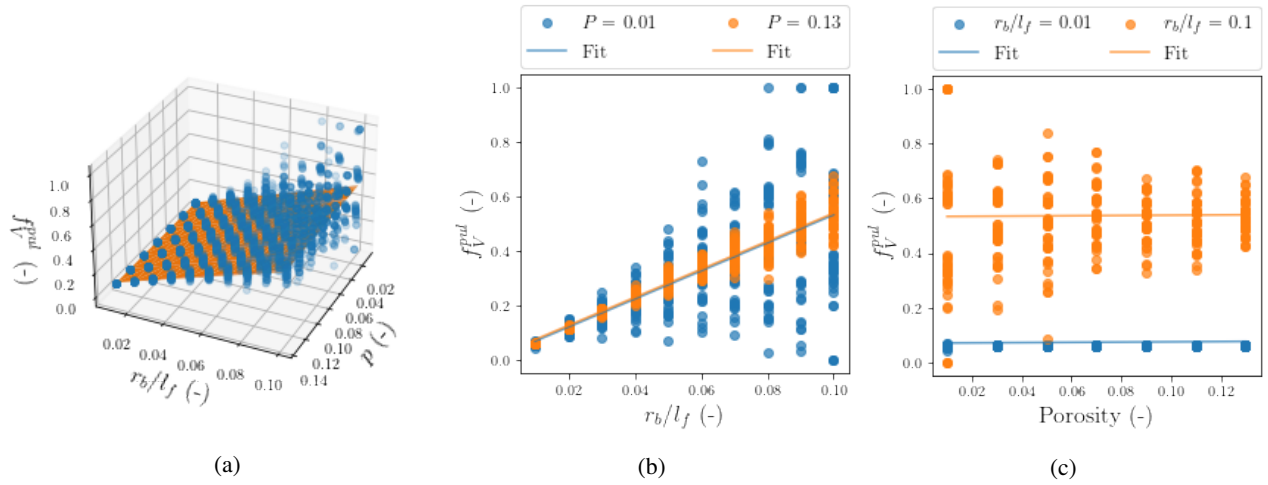 1.0
0.8
0.6
0.4
0.2
0.0
f_V^{pul} (-)
0.02
0.04
0.06
0.08
0.10
r_b/l_f (-)
0.02
0.04
0.06
0.08
0.10
0.12
0.14
P (-)
(a)
P = 0.01 P = 0.13
Fit Fit
1.0
0.8
0.6
0.4
0.2
0.0
f_V^{pul} (-)
0.02 0.04 0.06 0.08 0.10
r_b/l_f (-)
(b)
r_b/l_f = 0.01 r_b/l_f = 0.1
Fit Fit
1.0
0.8
0.6
0.4
0.2
0.0
f_V^{pul} (-)
0.02 0.04 0.06 0.08 0.10 0.12
Porosity (-)
(c)